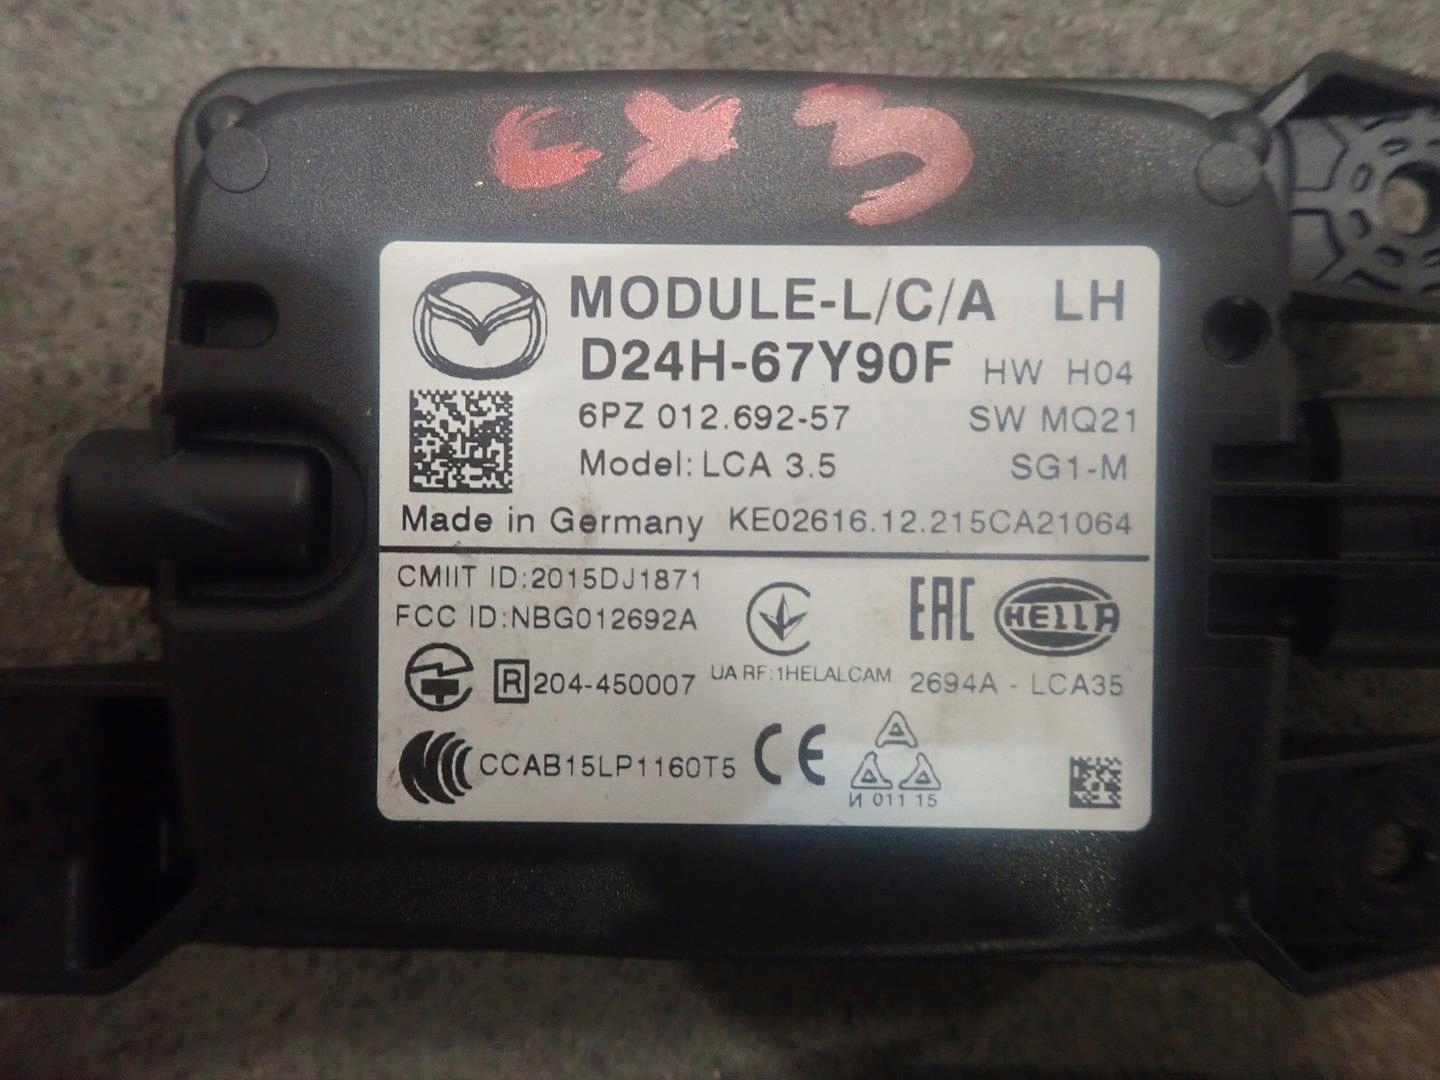 CX3
MODULE-L/C/A LH
D24H-67Y90F HW H04
6PZ 012.692-57 SW MQ21
Model: LCA 3.5 SG1-M
Made in Germany KE02616.12.215CA21064
CMIIT ID:2015DJ1871
FCC ID:NBG012692A
EAC HELLA
R 204-450007 UA RF:1HELALCAM 2694A - LCA35
CCAB15LP1160T5 CE
И 011 15